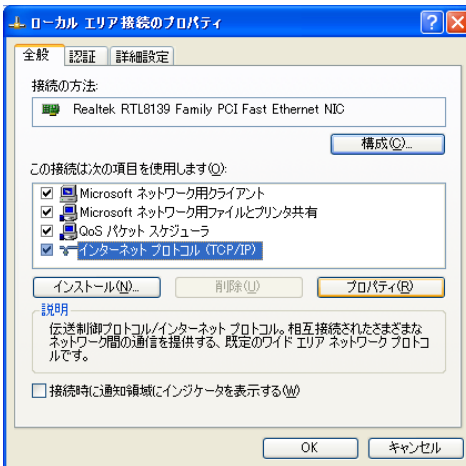 ローカル エリア接続のプロパティ
全般 認証 詳細設定
接続の方法:
Realtek RTL8139 Family PCI Fast Ethernet NIC
構成(C)...
この接続は次の項目を使用します(O):
Microsoft ネットワーク用クライアント
Microsoft ネットワーク用ファイルとプリンタ共有
QoS パケット スケジューラ
インターネット プロトコル (TCP/IP)
インストール(N)... 削除(U) プロパティ(R)
説明
伝送制御プロトコル/インターネット プロトコル。相互接続されたさまざまな
ネットワーク間の通信を提供する、既定のワイド エリア ネットワーク プロトコ
ルです。
接続時に通知領域にインジケータを表示する(W)
OK キャンセル